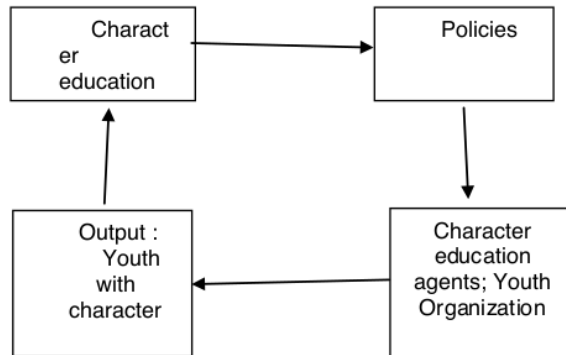 Charact
er
education
Policies
Output :
Youth
with
character
Character
education
agents; Youth
Organization